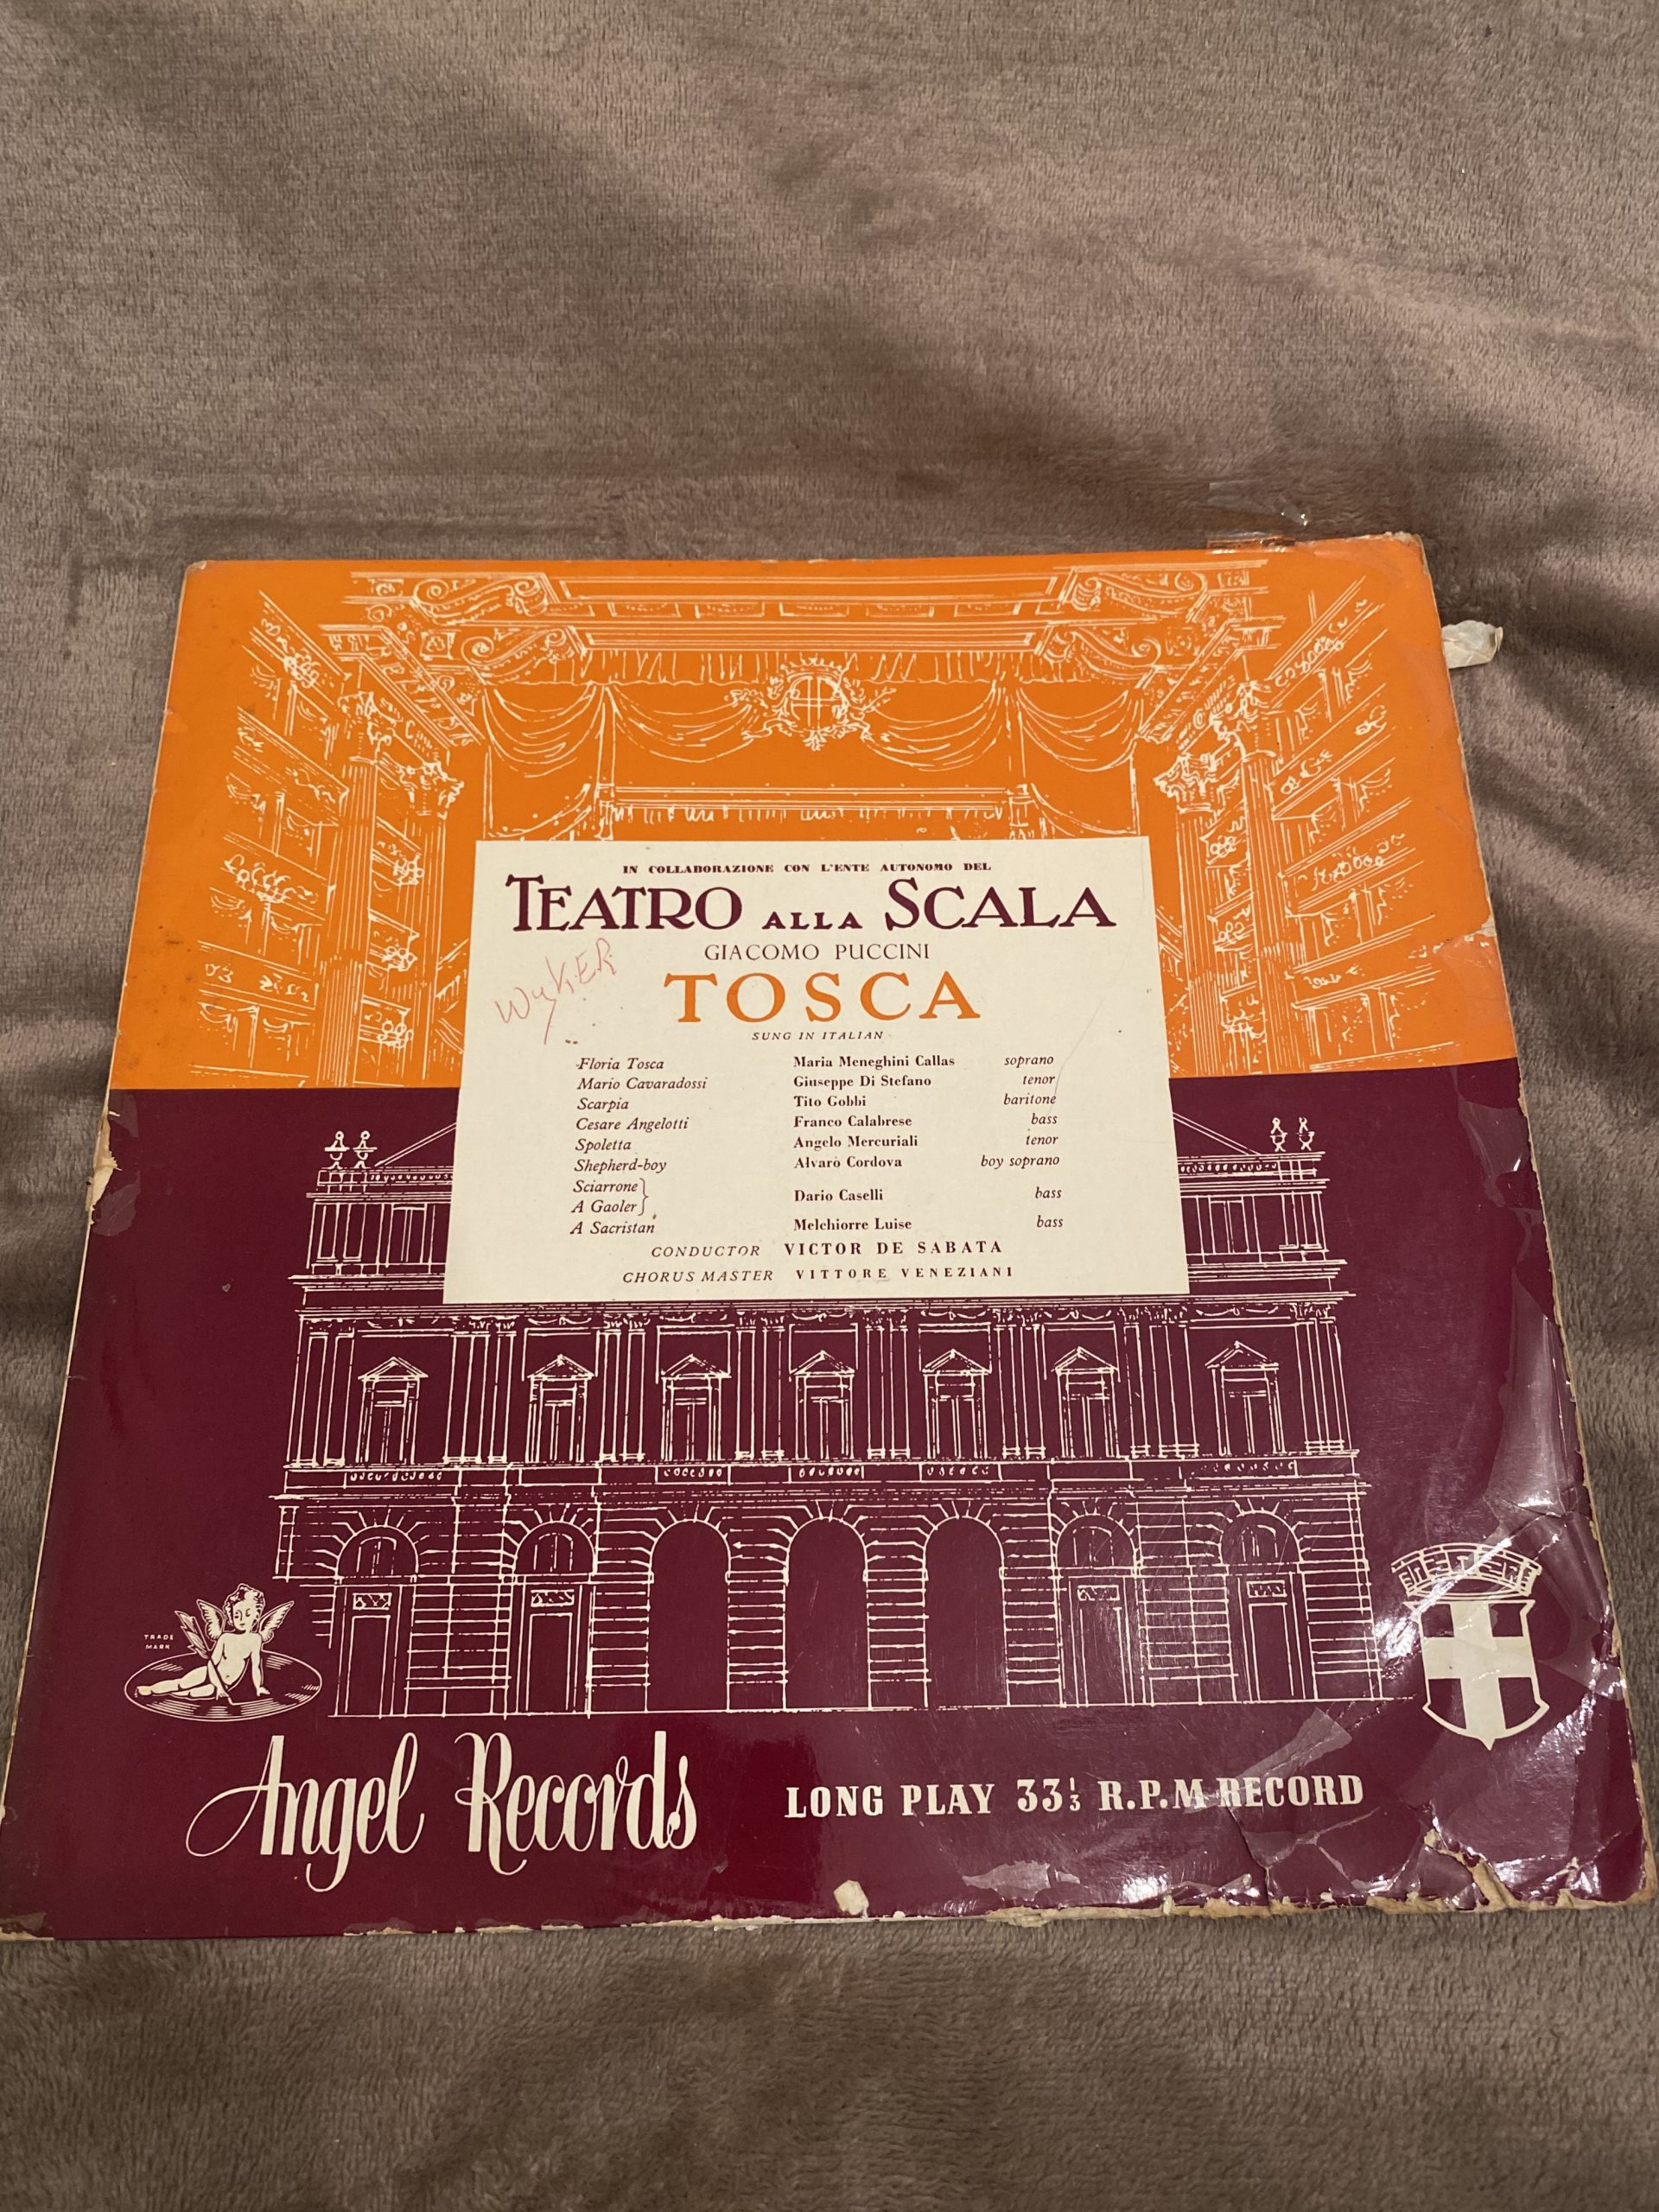 IN COLLABORAZIONE CON L'ENTE AUTONOMO DEL
TEATRO ALLA SCALA
GIACOMO PUCCINI
TOSCA
SUNG IN ITALIAN
Floria Tosca Maria Meneghini Callas soprano
Mario Cavaradossi Giuseppe Di Stefano tenor
Scarpia Tito Gobbi baritone
Cesare Angelotti Franco Calabrese bass
Spoletta Angelo Mercuriali tenor
Shepherd-boy Alvaro Cordova boy soprano
Sciarrone
A Gaoler Dario Caselli bass
A Sacristan Melchiorre Luise bass
CONDUCTOR VICTOR DE SABATA
CHORUS MASTER VITTORE VENEZIANI
TRADE
MARK
Angel Records
LONG PLAY 33⅓ R.P.M RECORD